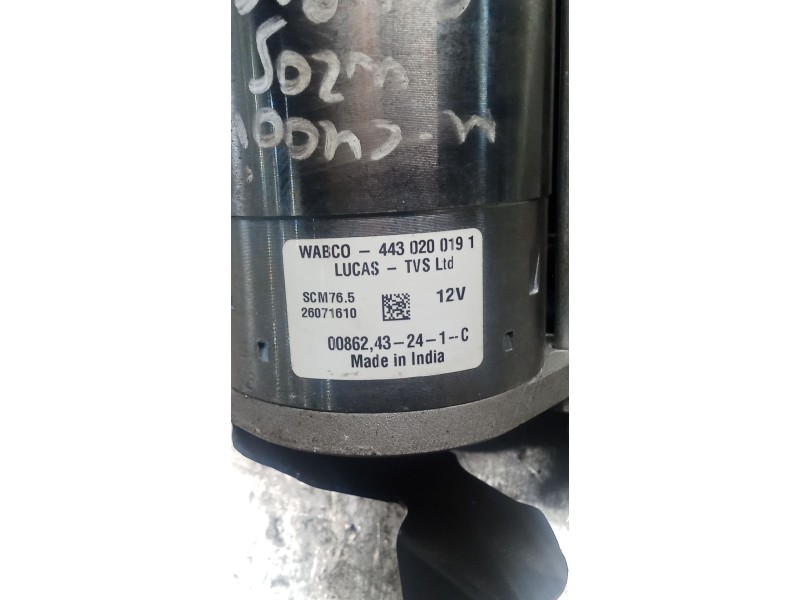 WABCO - 443 020 019 1
LUCAS - TVS Ltd
SCM76.5 12V
26071610
00862,43-24-1--C
Made in India